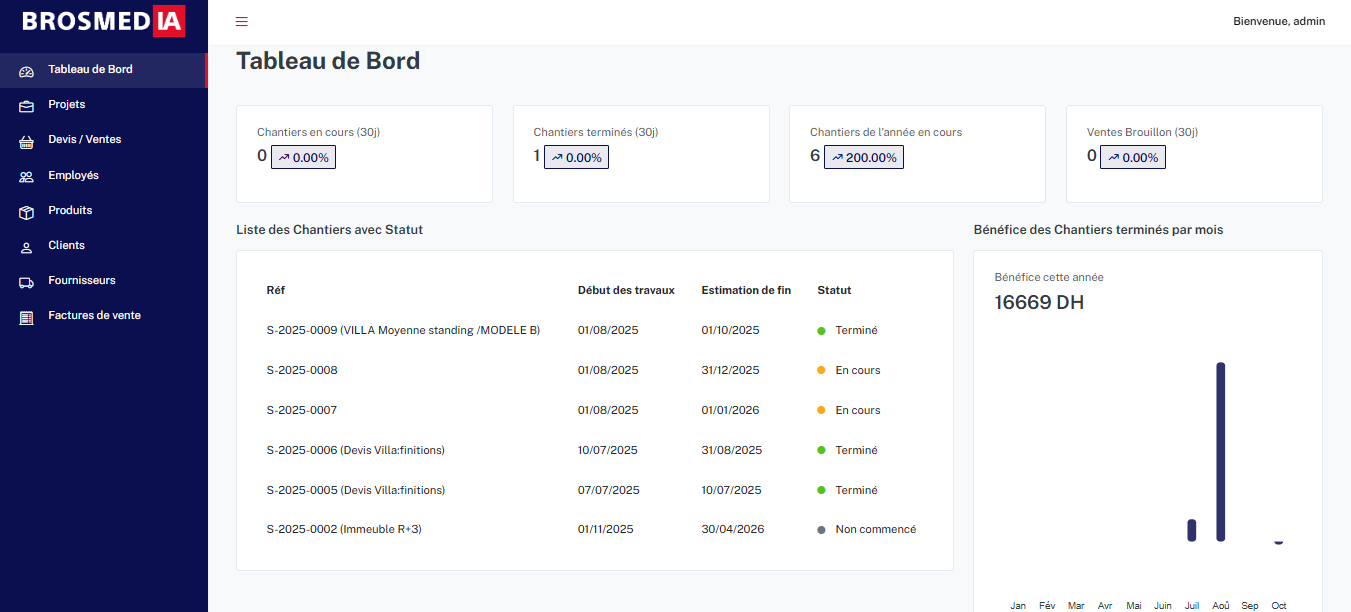 BROSMED IA
Bienvenue, admin
Tableau de Bord
Projets
Devis / Ventes
Employés
Produits
Clients
Fournisseurs
Factures de vente
Tableau de Bord
Chantiers en cours (30j)
0 0.00%
Chantiers terminés (30j)
1 0.00%
Chantiers de l'année en cours
6 200.00%
Ventes Brouillon (30j)
0 0.00%
Liste des Chantiers avec Statut
Réf Début des travaux Estimation de fin Statut
S-2025-0009 (VILLA Moyenne standing /MODELE B) 01/08/2025 01/10/2025 Terminé
S-2025-0008 01/08/2025 31/12/2025 En cours
S-2025-0007 01/08/2025 01/01/2026 En cours
S-2025-0006 (Devis Villa:finitions) 10/07/2025 31/08/2025 Terminé
S-2025-0005 (Devis Villa:finitions) 07/07/2025 10/07/2025 Terminé
S-2025-0002 (Immeuble R+3) 01/11/2025 30/04/2026 Non commencé
Bénéfice des Chantiers terminés par mois
Bénéfice cette année
16669 DH
Jan Fév Mar Avr Mai Juin Juil Aoû Sep Oct